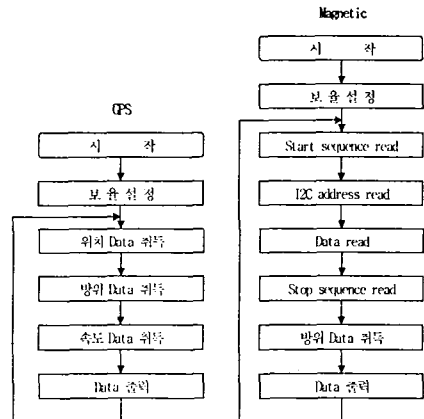 GPS
시 작
보 율 설 정
위치 Data 취득
방위 Data 취득
속도 Data 취득
Data 출력
Magnetic
시 작
보 율 설 정
Start sequence read
I2C address read
Data read
Stop sequence read
방위 Data 취득
Data 출력